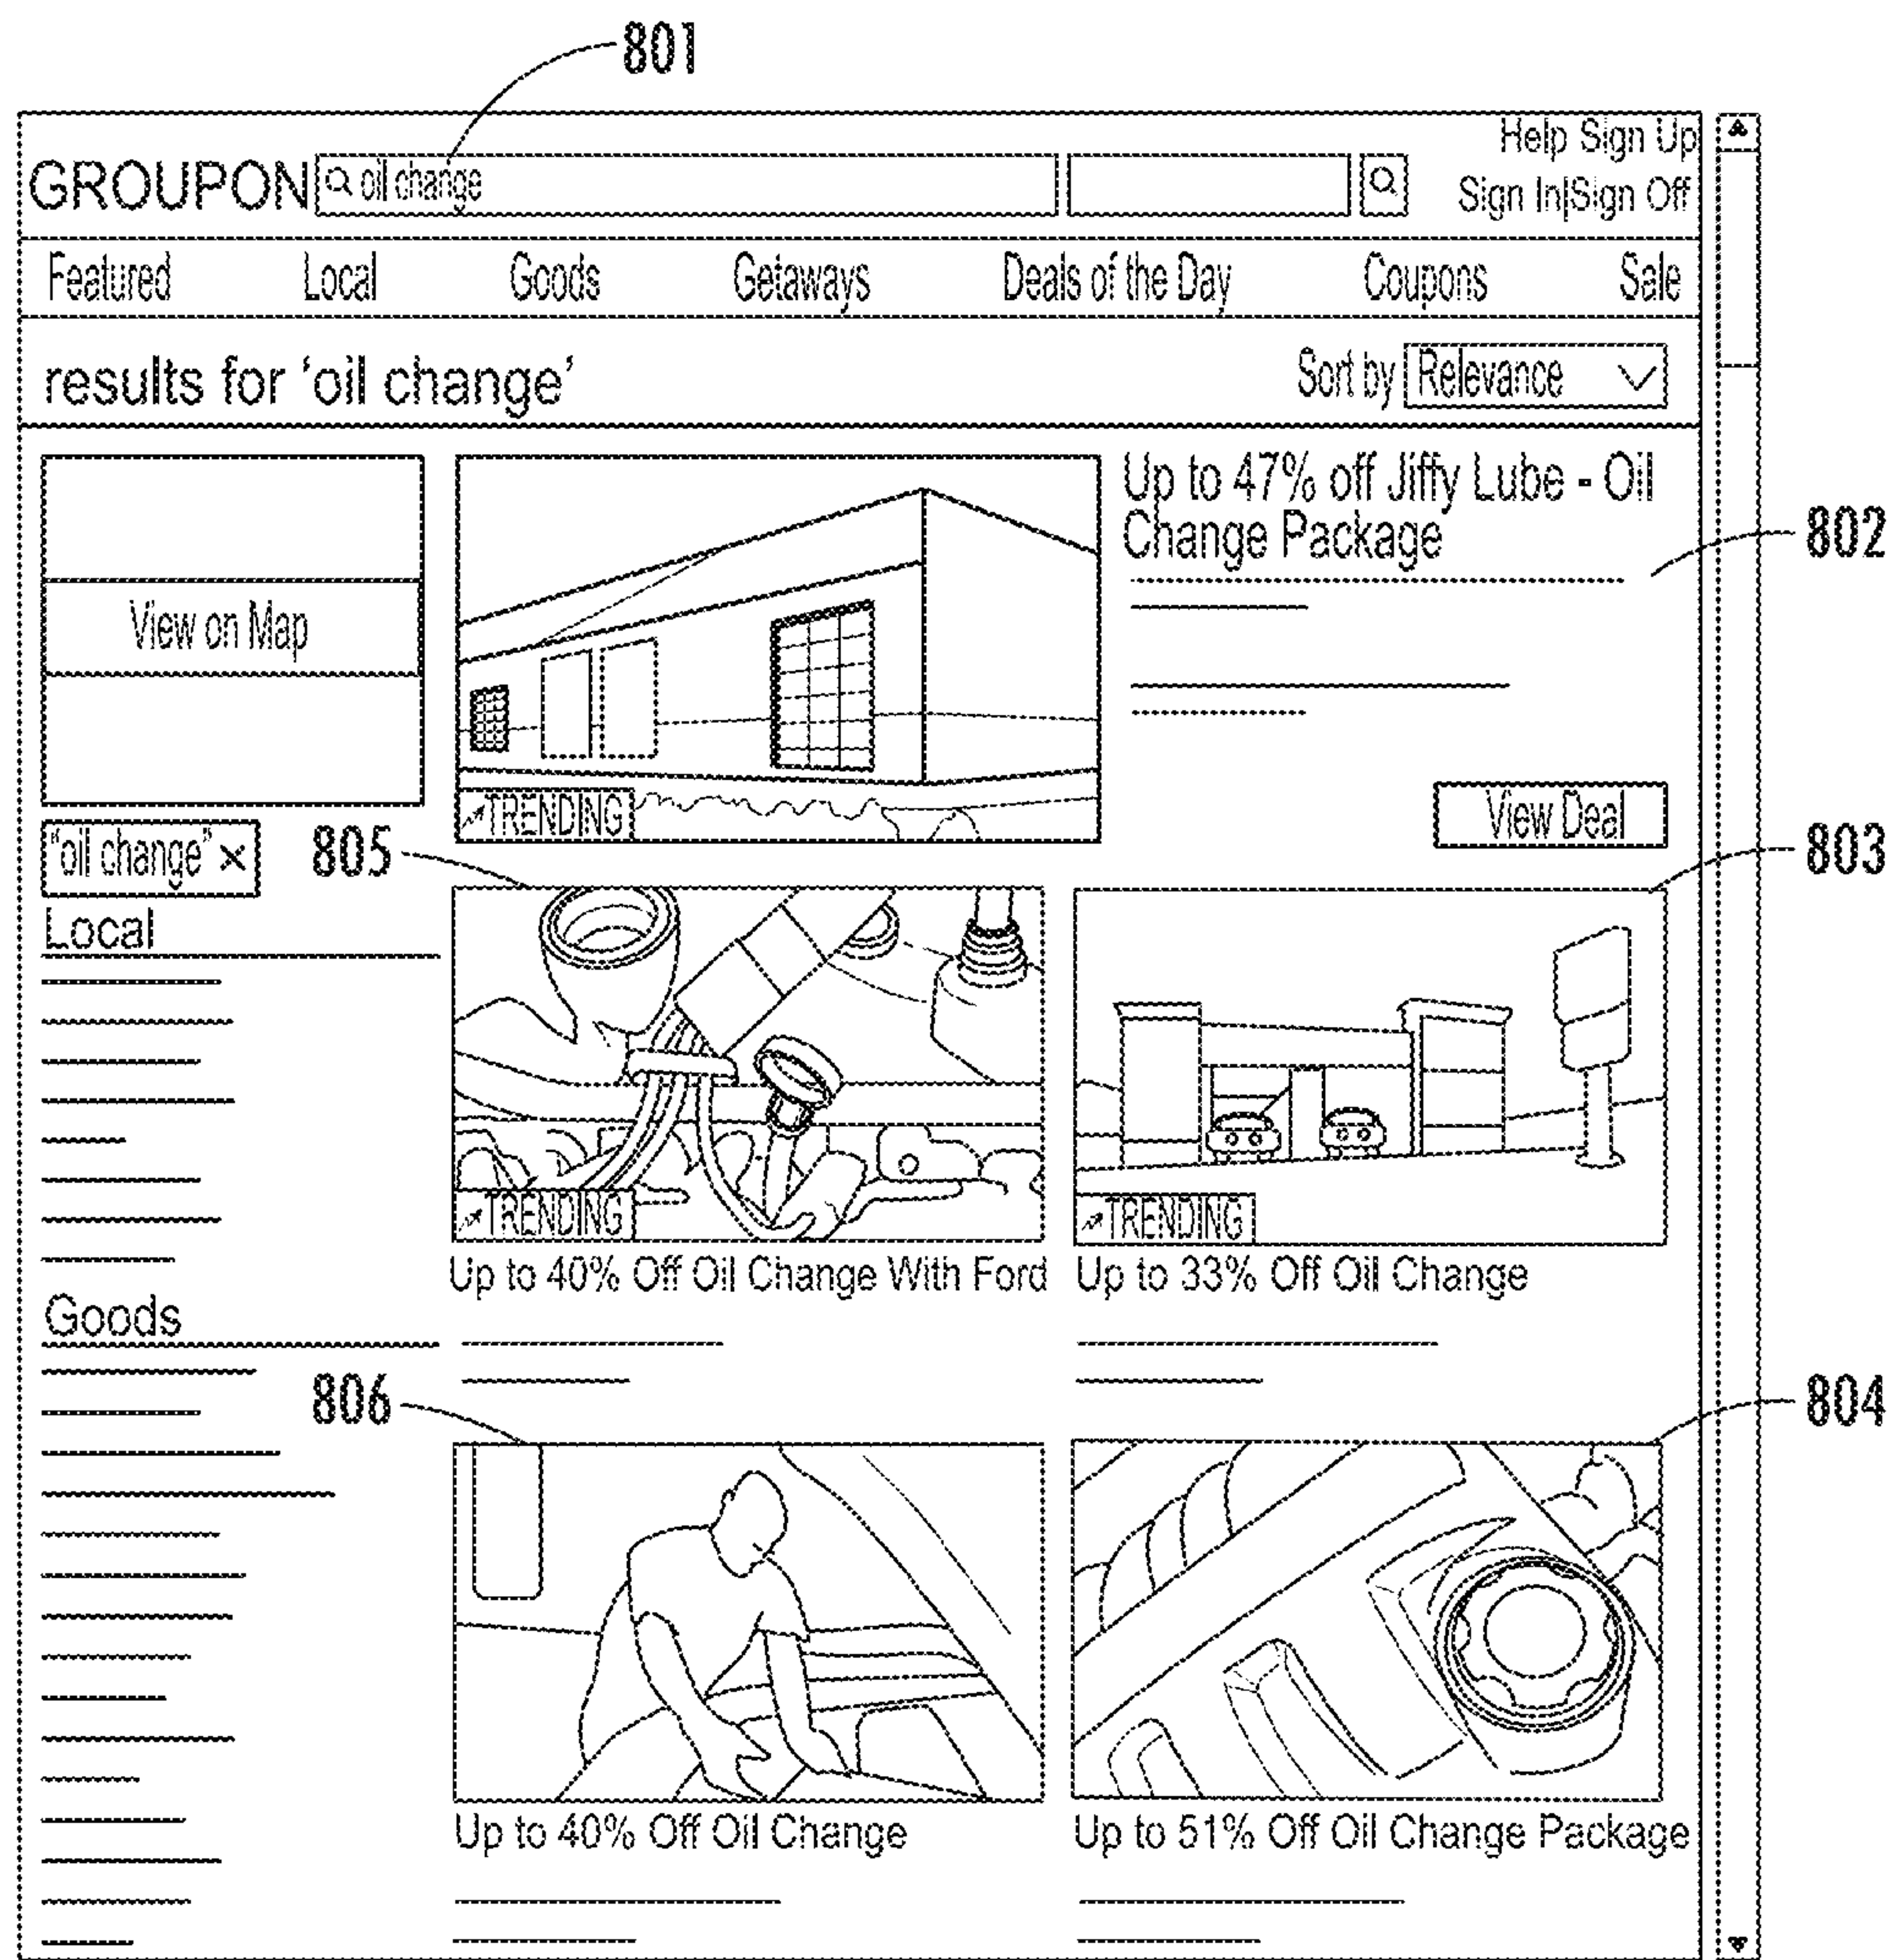 801
Help Sign Up
GROUPON oil change
Sign In|Sign Off
Featured Local Goods Getaways Deals of the Day Coupons Sale
results for ‘oil change’ Sort by Relevance
Up to 47% off Jiffy Lube - Oil
Change Package
802
View on Map
TRENDING
View Deal
"oil change" ×
805
803
Local
TRENDING
TRENDING
Up to 40% Off Oil Change With Ford
Up to 33% Off Oil Change
Goods
806
804
Up to 40% Off Oil Change
Up to 51% Off Oil Change Package